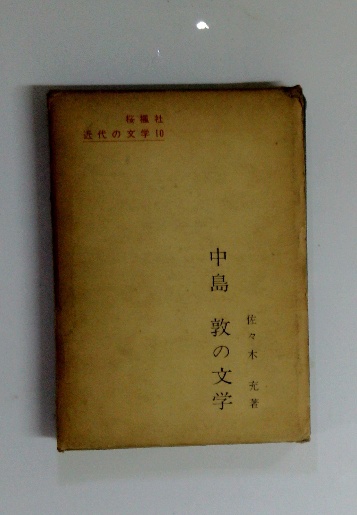 桜楓社
近代の文学10
中島 敦の文学
佐々木 充著